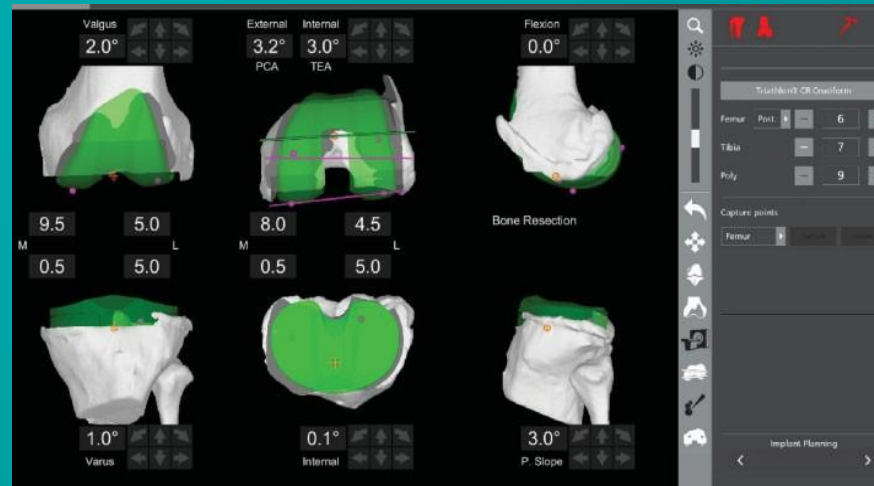 Valgus
2.0°
External Internal
3.2° 3.0°
PCA TEA
Flexion
0.0°
9.5 5.0
M L
0.5 5.0
8.0 4.5
M L
0.5 5.0
Bone Resection
1.0°
Varus
0.1°
Internal
3.0°
P. Slope
Triathlon® CR Cruciform
Femur Post. 6
Tibia 7
Poly 9
Capture points
Femur
Implant Planning